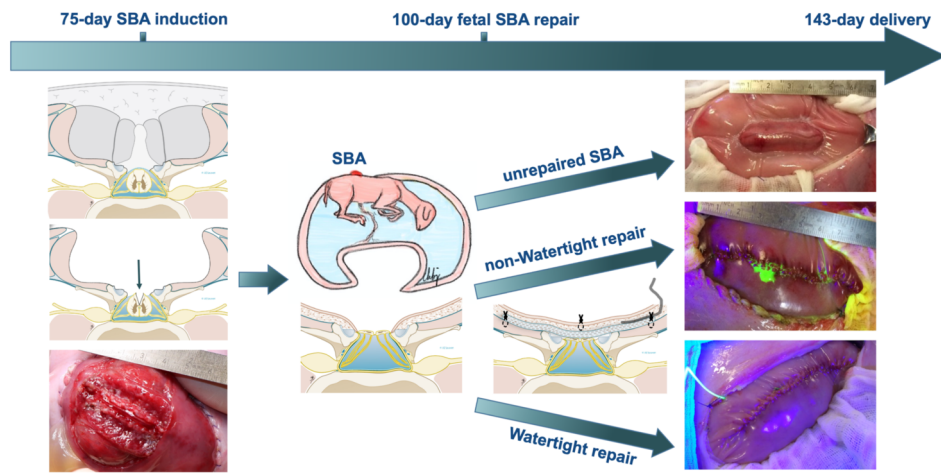 75-day SBA induction
100-day fetal SBA repair
143-day delivery
SBA
unrepaired SBA
non-Watertight repair
Watertight repair